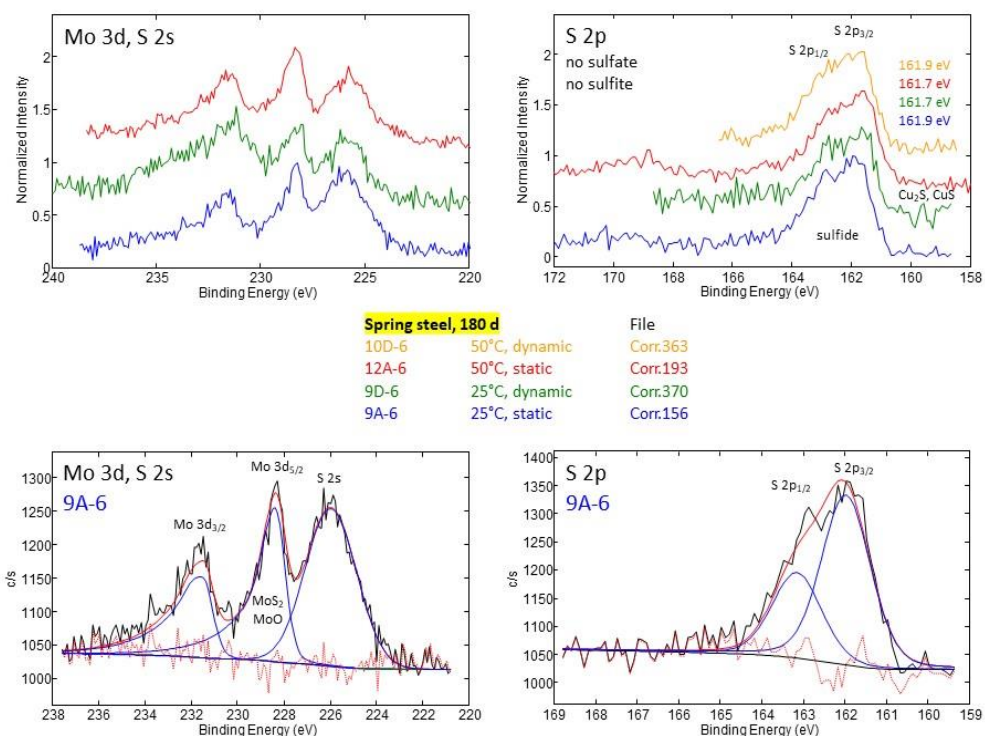 Mo 3d, S 2s
Normalized Intensity
2
1.5
1
0.5
0
240 235 230 225 220
Binding Energy (eV)
S 2p
no sulfate
no sulfite
S 2p3/2
S 2p1/2
161.9 eV
161.7 eV
161.7 eV
161.9 eV
Cu2S, CuS
sulfide
Normalized Intensity
2
1.5
1
0.5
0
172 170 168 166 164 162 160 158
Binding Energy (eV)
Spring steel, 180 d File
10D-6 50°C, dynamic Corr.363
12A-6 50°C, static Corr.193
9D-6 25°C, dynamic Corr.370
9A-6 25°C, static Corr.156
Mo 3d, S 2s
9A-6
Mo 3d5/2
S 2s
Mo 3d3/2
MoS2
MoO
c/s
1300
1250
1200
1150
1100
1050
1000
238 236 234 232 230 228 226 224 222 220
Binding Energy (eV)
S 2p
9A-6
S 2p3/2
S 2p1/2
c/s
1400
1350
1300
1250
1200
1150
1100
1050
1000
169 168 167 166 165 164 163 162 161 160 159
Binding Energy (eV)